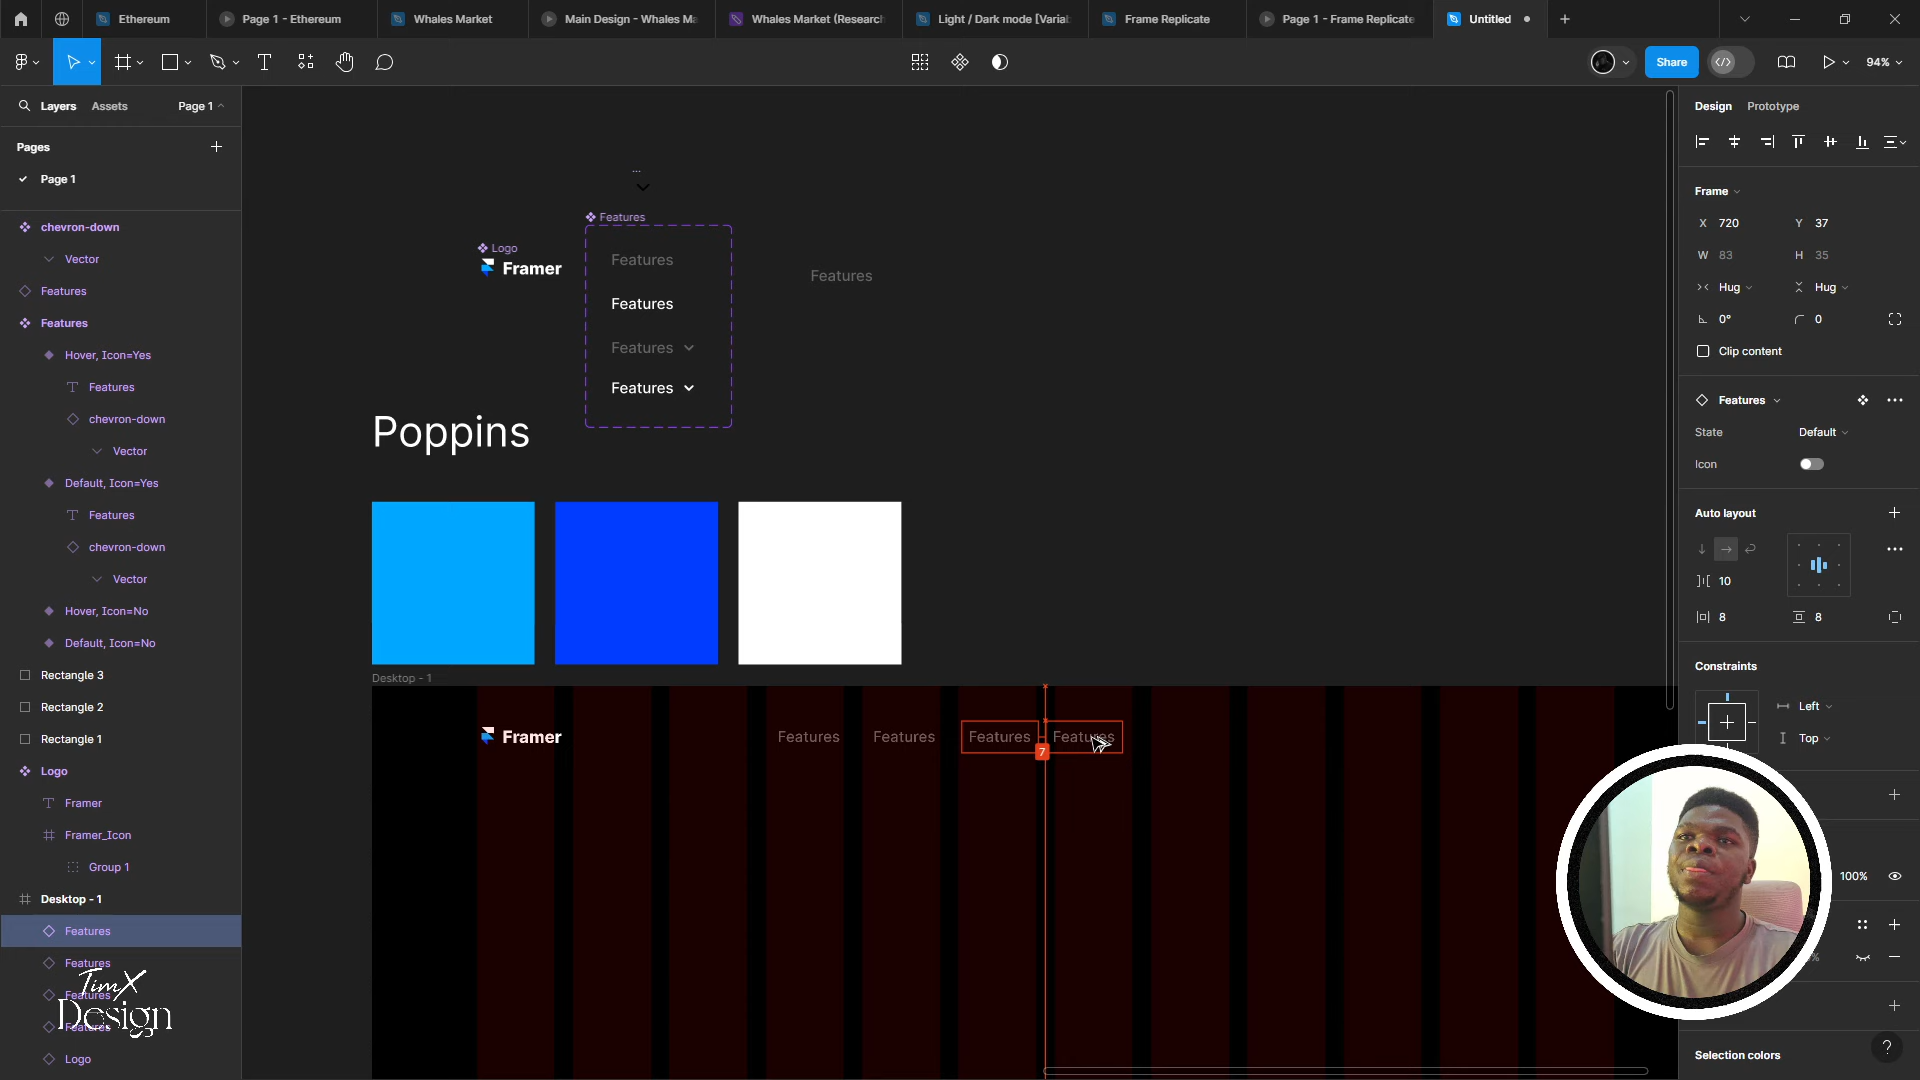 Ethereum
Page 1 - Ethereum
Whales Market
Main Design - Whales Ma
Whales Market (Research
Light / Dark mode [Variab
Frame Replicate
Page 1 - Frame Replicate
Untitled
Share
94%
Layers
Assets
Page 1
Pages
Page 1
chevron-down
Vector
Features
Features
Hover, Icon=Yes
Features
chevron-down
Vector
Default, Icon=Yes
Features
chevron-down
Vector
Hover, Icon=No
Default, Icon=No
Rectangle 3
Rectangle 2
Rectangle 1
Logo
Framer
Framer_Icon
Group 1
Desktop - 1
Features
Features
Features
Features
Logo
TimX
Design
...
Features
Logo
Framer
Features
Features
Features
Features
Features
Poppins
Desktop - 1
Framer
Features
Features
Features
Features
7
Design
Prototype
Frame
X 720
Y 37
W 83
H 35
Hug
Hug
0°
0
Clip content
Features
State
Default
Icon
Auto layout
10
8
8
Constraints
Left
Top
100%
%
Selection colors
?